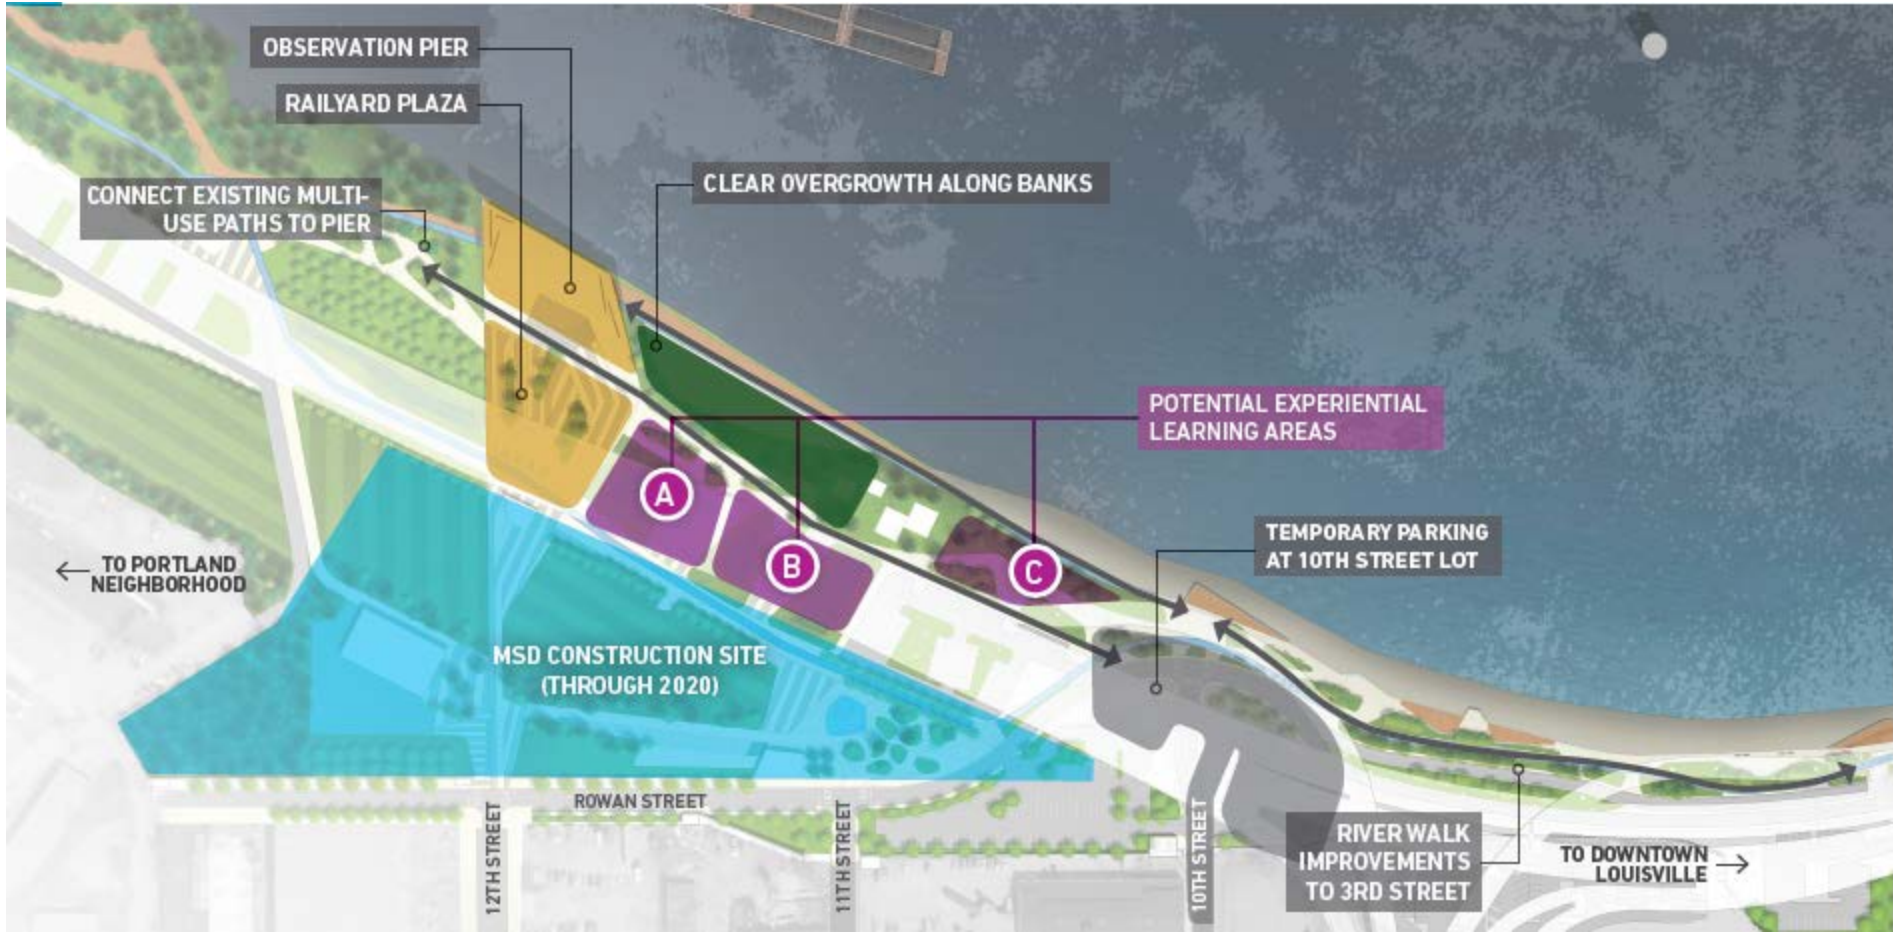 OBSERVATION PIER
RAILYARD PLAZA
CLEAR OVERGROWTH ALONG BANKS
CONNECT EXISTING MULTI-
USE PATHS TO PIER
POTENTIAL EXPERIENTIAL
LEARNING AREAS
A
B
C
TEMPORARY PARKING
AT 10TH STREET LOT
← TO PORTLAND
NEIGHBORHOOD
MSD CONSTRUCTION SITE
(THROUGH 2020)
ROWAN STREET
12TH STREET
11TH STREET
10TH STREET
RIVER WALK
IMPROVEMENTS
TO 3RD STREET
TO DOWNTOWN →
LOUISVILLE